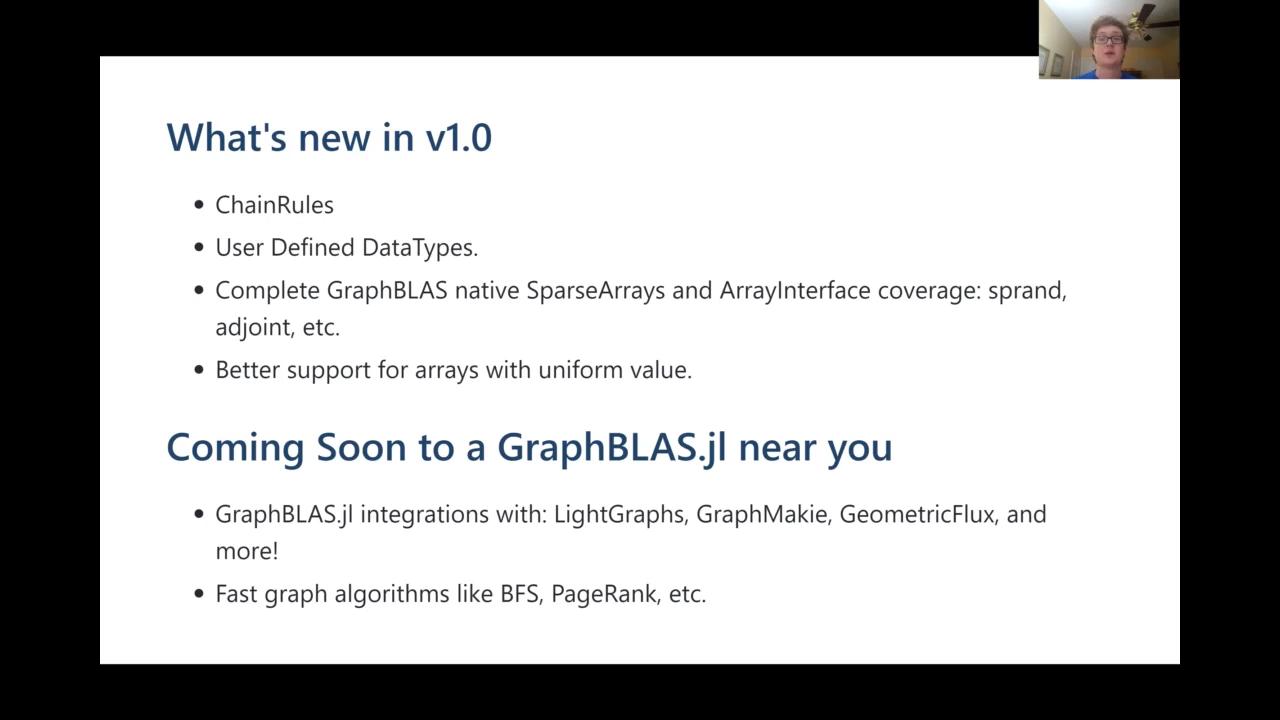 What's new in v1.0
• ChainRules
• User Defined DataTypes.
• Complete GraphBLAS native SparseArrays and ArrayInterface coverage: sprand,
adjoint, etc.
• Better support for arrays with uniform value.
Coming Soon to a GraphBLAS.jl near you
• GraphBLAS.jl integrations with: LightGraphs, GraphMakie, GeometricFlux, and
more!
• Fast graph algorithms like BFS, PageRank, etc.